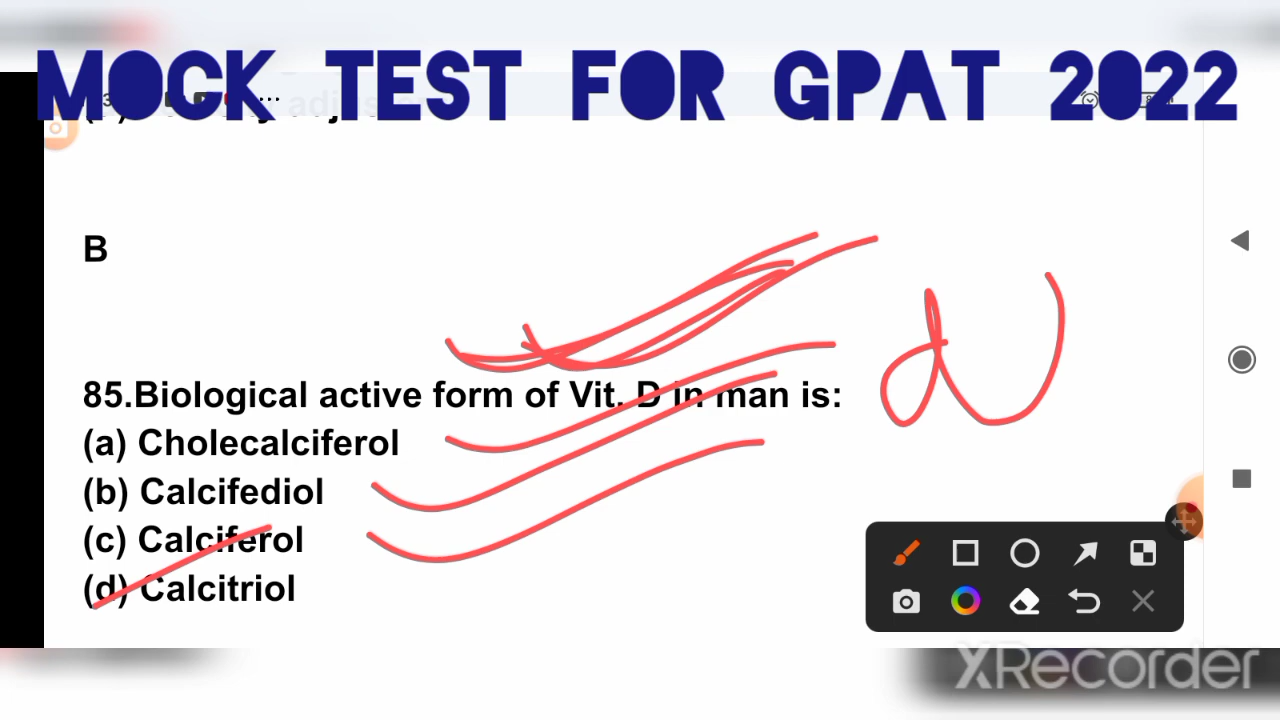 MOCK TEST FOR GPAT 2022
B
85.Biological active form of Vit. D in man is:
(a) Cholecalciferol
(b) Calcifediol
(c) Calciferol
(d) Calcitriol
d
XRecorder